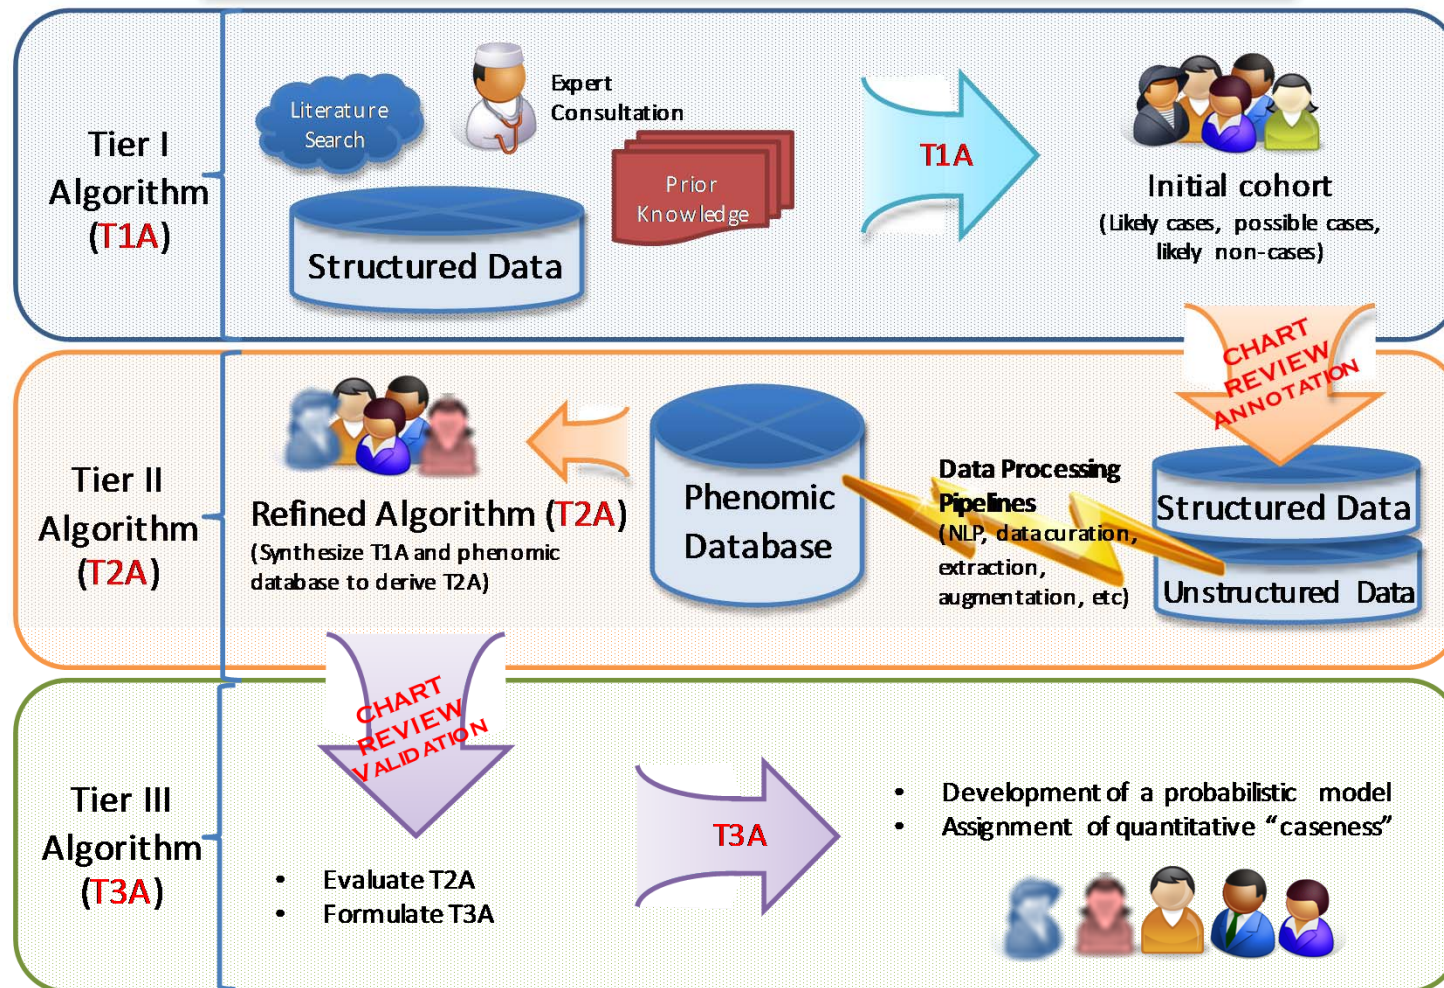 Tier I
Algorithm
(T1A)
Literature
Search
Expert
Consultation
Prior
Knowledge
Structured Data
T1A
Initial cohort
(Likely cases, possible cases,
likely non-cases)
CHART
REVIEW
ANNOTATION
Tier II
Algorithm
(T2A)
Refined Algorithm (T2A)
(Synthesize T1A and phenomic
database to derive T2A)
Phenomic
Database
Data Processing
Pipelines
(NLP, data curation,
extraction,
augmentation, etc)
Structured Data
Unstructured Data
CHART
REVIEW
VALIDATION
Tier III
Algorithm
(T3A)
• Evaluate T2A
• Formulate T3A
T3A
• Development of a probabilistic model
• Assignment of quantitative “caseness”